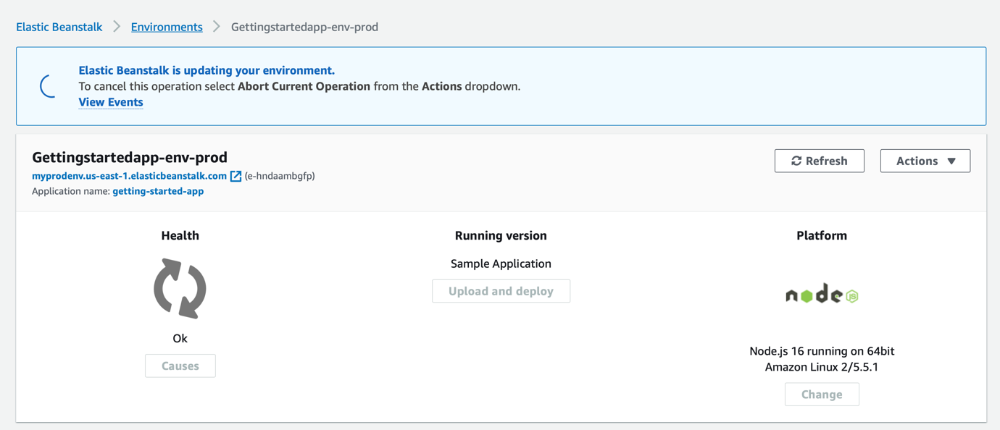 Elastic Beanstalk > Environments > Gettingstartedapp-env-prod
Elastic Beanstalk is updating your environment.
To cancel this operation select Abort Current Operation from the Actions dropdown.
View Events
Gettingstartedapp-env-prod
Refresh
Actions ▼
myprodenv.us-east-1.elasticbeanstalk.com (e-hndaambgfp)
Application name: getting-started-app
Health
Ok
Causes
Running version
Sample Application
Upload and deploy
Platform
node JS
Node.js 16 running on 64bit
Amazon Linux 2/5.5.1
Change